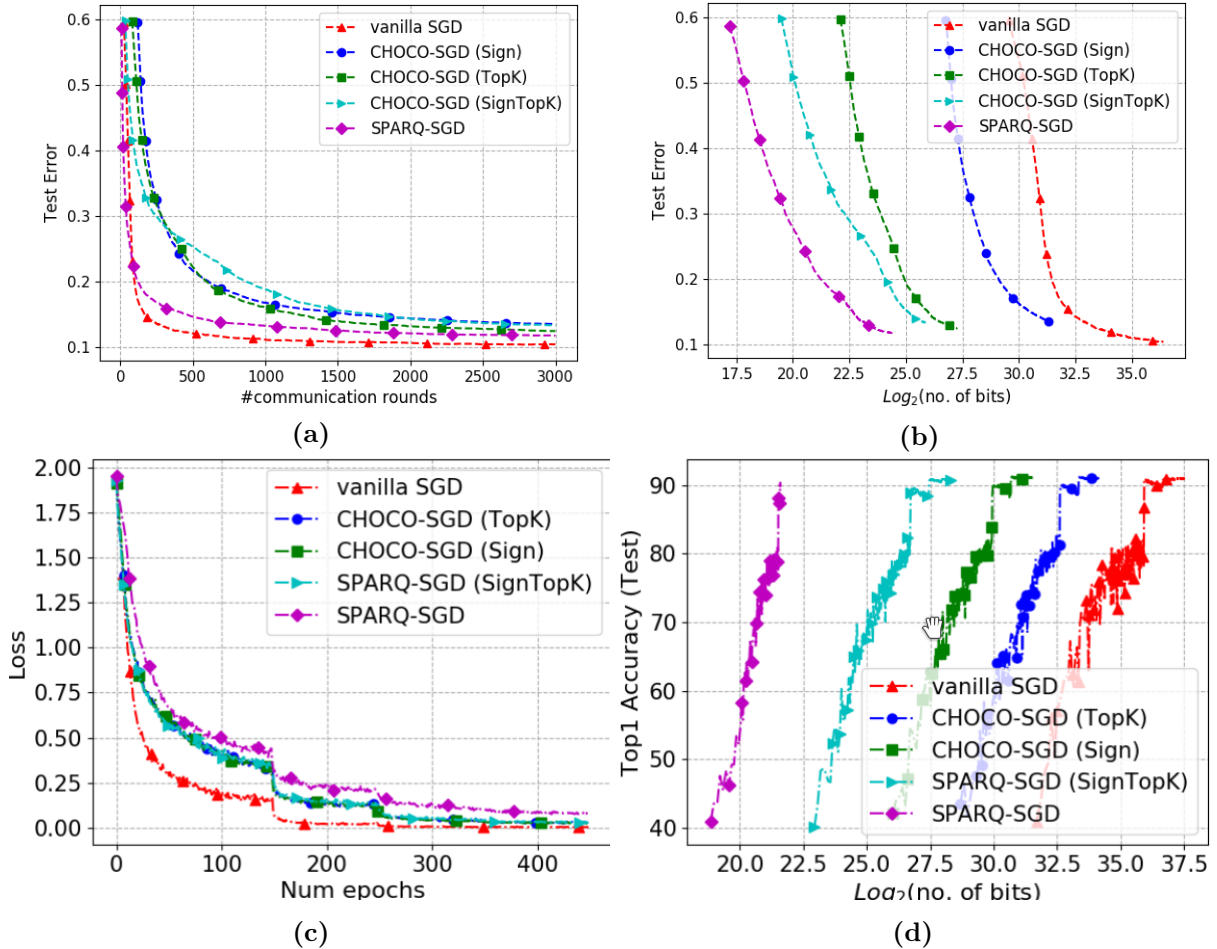 0.6
0.5
0.4
0.3
0.2
0.1
Test Error
0
500
1000
1500
2000
2500
3000
#communication rounds
vanilla SGD
CHOCO-SGD (Sign)
CHOCO-SGD (TopK)
CHOCO-SGD (SignTopK)
SPARQ-SGD
(a)
0.6
0.5
0.4
0.3
0.2
0.1
Test Error
17.5
20.0
22.5
25.0
27.5
30.0
32.5
35.0
Log2(no. of bits)
vanilla SGD
CHOCO-SGD (Sign)
CHOCO-SGD (TopK)
CHOCO-SGD (SignTopK)
SPARQ-SGD
(b)
2.00
1.75
1.50
1.25
1.00
0.75
0.50
0.25
0.00
Loss
0
100
200
300
400
Num epochs
vanilla SGD
CHOCO-SGD (TopK)
CHOCO-SGD (Sign)
SPARQ-SGD (SignTopK)
SPARQ-SGD
(c)
90
80
70
60
50
40
Top1 Accuracy (Test)
20.0
22.5
25.0
27.5
30.0
32.5
35.0
37.5
Log2(no. of bits)
vanilla SGD
CHOCO-SGD (TopK)
CHOCO-SGD (Sign)
SPARQ-SGD (SignTopK)
SPARQ-SGD
(d)